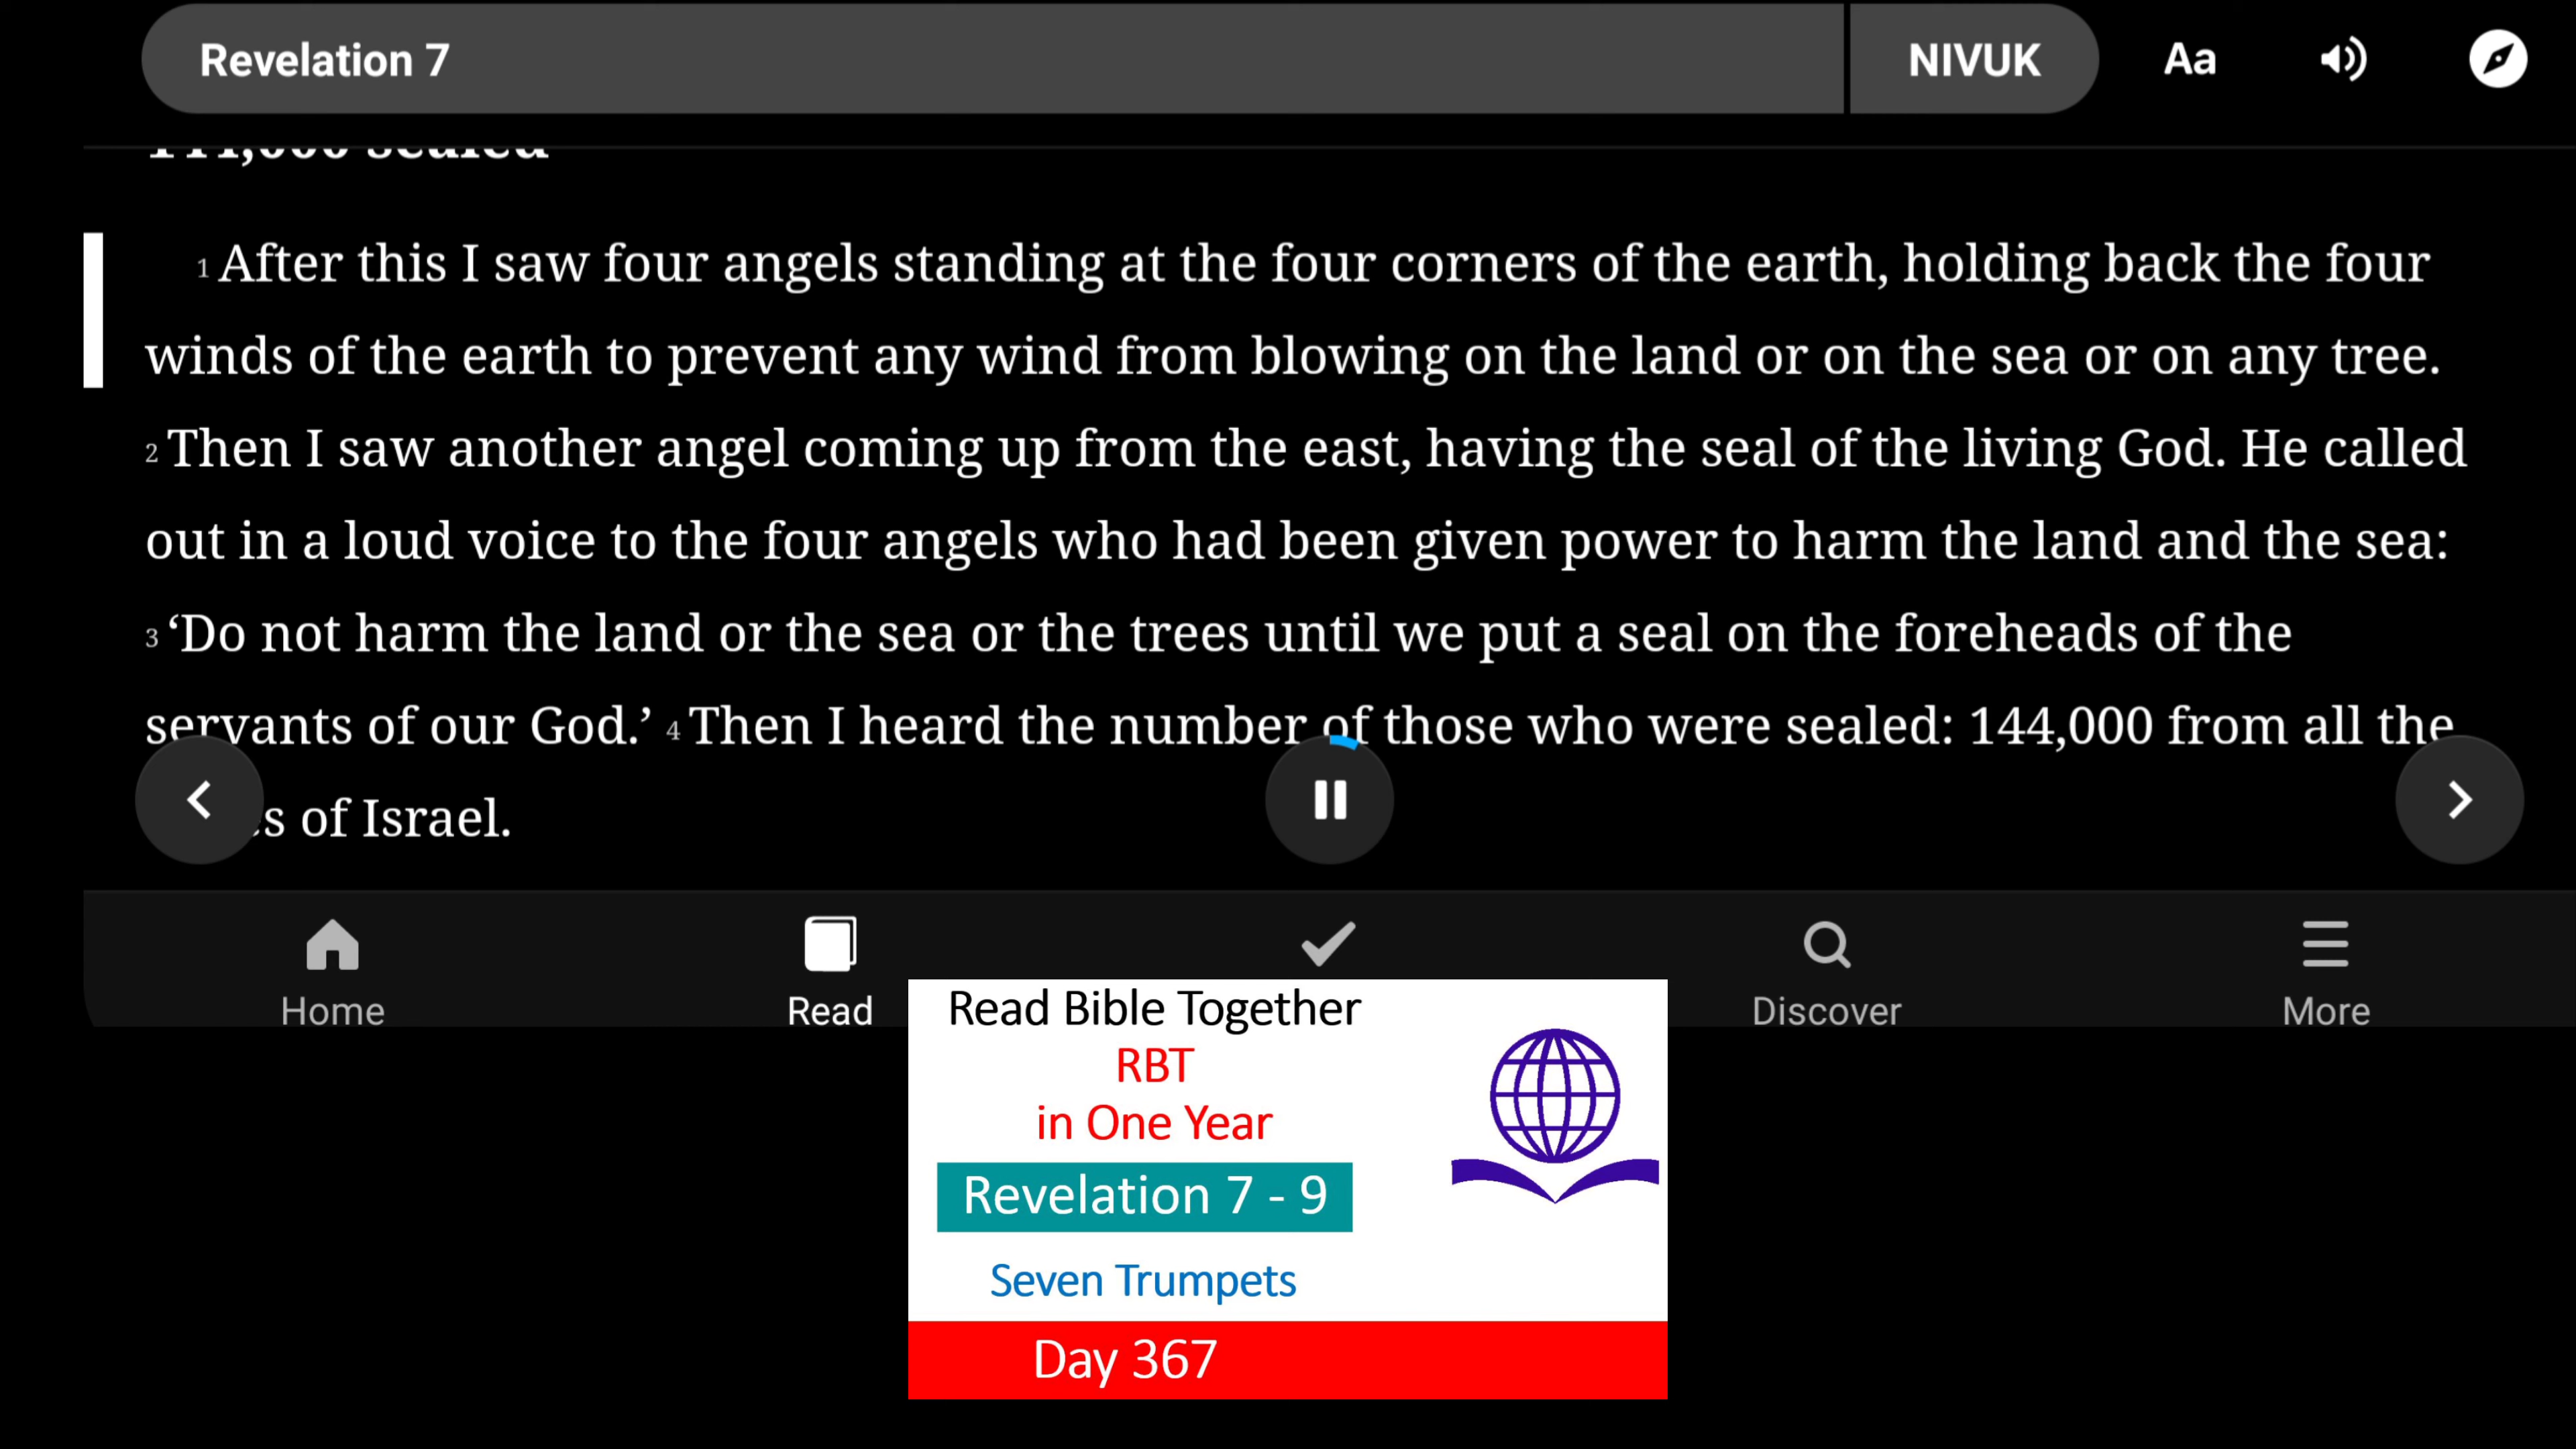 Revelation 7
NIVUK
Aa
sealed
1 After this I saw four angels standing at the four corners of the earth, holding back the four
winds of the earth to prevent any wind from blowing on the land or on the sea or on any tree.
2 Then I saw another angel coming up from the east, having the seal of the living God. He called
out in a loud voice to the four angels who had been given power to harm the land and the sea:
3 ‘Do not harm the land or the sea or the trees until we put a seal on the foreheads of the
servants of our God.’ 4 Then I heard the number of those who were sealed: 144,000 from all the
of Israel.
Home
Read
Discover
More
Read Bible Together
RBT
in One Year
Revelation 7 - 9
Seven Trumpets
Day 367